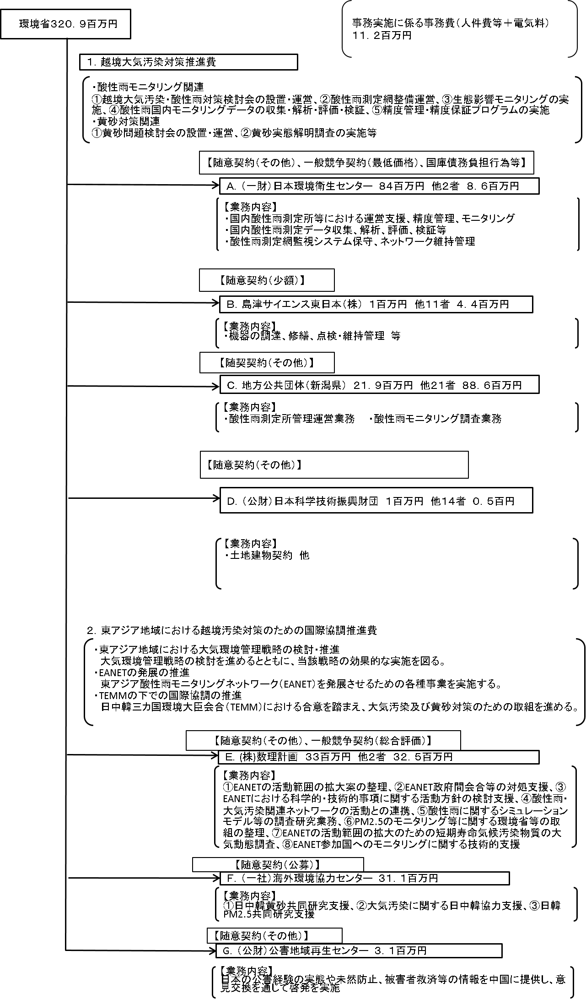 環境省320.9百万円
事務実施に係る事務費(人件費等+電気料)
11.2百万円
1.越境大気汚染対策推進費
・酸性雨モニタリング関連
①越境大気汚染・酸性雨対策検討会の設置・運営、②酸性雨測定網整備運営、③生態影響モニタリングの実
施、④酸性雨国内モニタリングデータの収集・解析・評価・検証、⑤精度管理・精度保証プログラムの実施
・黄砂対策関連
①黄砂問題検討会の設置・運営、②黄砂実態解明調査の実施等
【随意契約(その他)、一般競争契約(最低価格)、国庫債務負担行為等】
A.(一財)日本環境衛生センター 84百万円 他2者 8.6百万円
【業務内容】
・国内酸性雨測定所等における運営支援、精度管理、モニタリング
・国内酸性雨測定データ収集、解析、評価、検証等
・酸性雨測定網監視システム保守、ネットワーク維持管理
【随意契約(少額)】
B.島津サイエンス東日本(株) 1百万円 他11者 4.4百万円
【業務内容】
・機器の調達、修繕、点検・維持管理 等
【随契契約(その他)】
C.地方公共団体(新潟県) 21.9百万円 他21者 88.6百万円
【業務内容】
・酸性雨測定所管理運営業務 ・酸性雨モニタリング調査業務
【随意契約(その他)】
D.(公財)日本科学技術振興財団 1百万円 他14者 0.5百円
【業務内容】
・土地建物契約 他
2.東アジア地域における越境汚染対策のための国際協調推進費
・東アジア地域における大気環境管理戦略の検討・推進
大気環境管理戦略の検討を進めるとともに、当該戦略の効果的な実施を図る。
・EANETの発展の推進
東アジア酸性雨モニタリングネットワーク(EANET)を発展させるための各種事業を実施する。
・TEMMの下での国際協調の推進
日中韓三カ国環境大臣会合(TEMM)における合意を踏まえ、大気汚染及び黄砂対策のための取組を進める。
【随意契約(その他)、一般競争契約(総合評価)】
E.(株)数理計画 33百万円 他2者 32.5百万円
【業務内容】
①EANETの活動範囲の拡大案の整理、②EANET政府間会合等の対処支援、③
EANETにおける科学的・技術的事項に関する活動方針の検討支援、④酸性雨・
大気汚染関連ネットワークの活動との連携、⑤酸性雨に関するシミュレーション
モデル等の調査研究業務、⑥PM2.5のモニタリング等に関する環境省等の取
組の整理、⑦EANETの活動範囲の拡大のための短期寿命気候汚染物質の大
気動態調査、⑧EANET参加国へのモニタリングに関する技術的支援
【随意契約(公募)】
F.(一社)海外環境協力センター 31.1百万円
【業務内容】
①日中韓黄砂共同研究支援、②大気汚染に関する日中韓協力支援、③日韓
PM2.5共同研究支援
【随意契約(その他)】
G.(公財)公害地域再生センター 3.1百万円
【業務内容】
日本の公害経験の実態や未然防止、被害者救済等の情報を中国に提供し、意
見交換を通じて啓発を実施